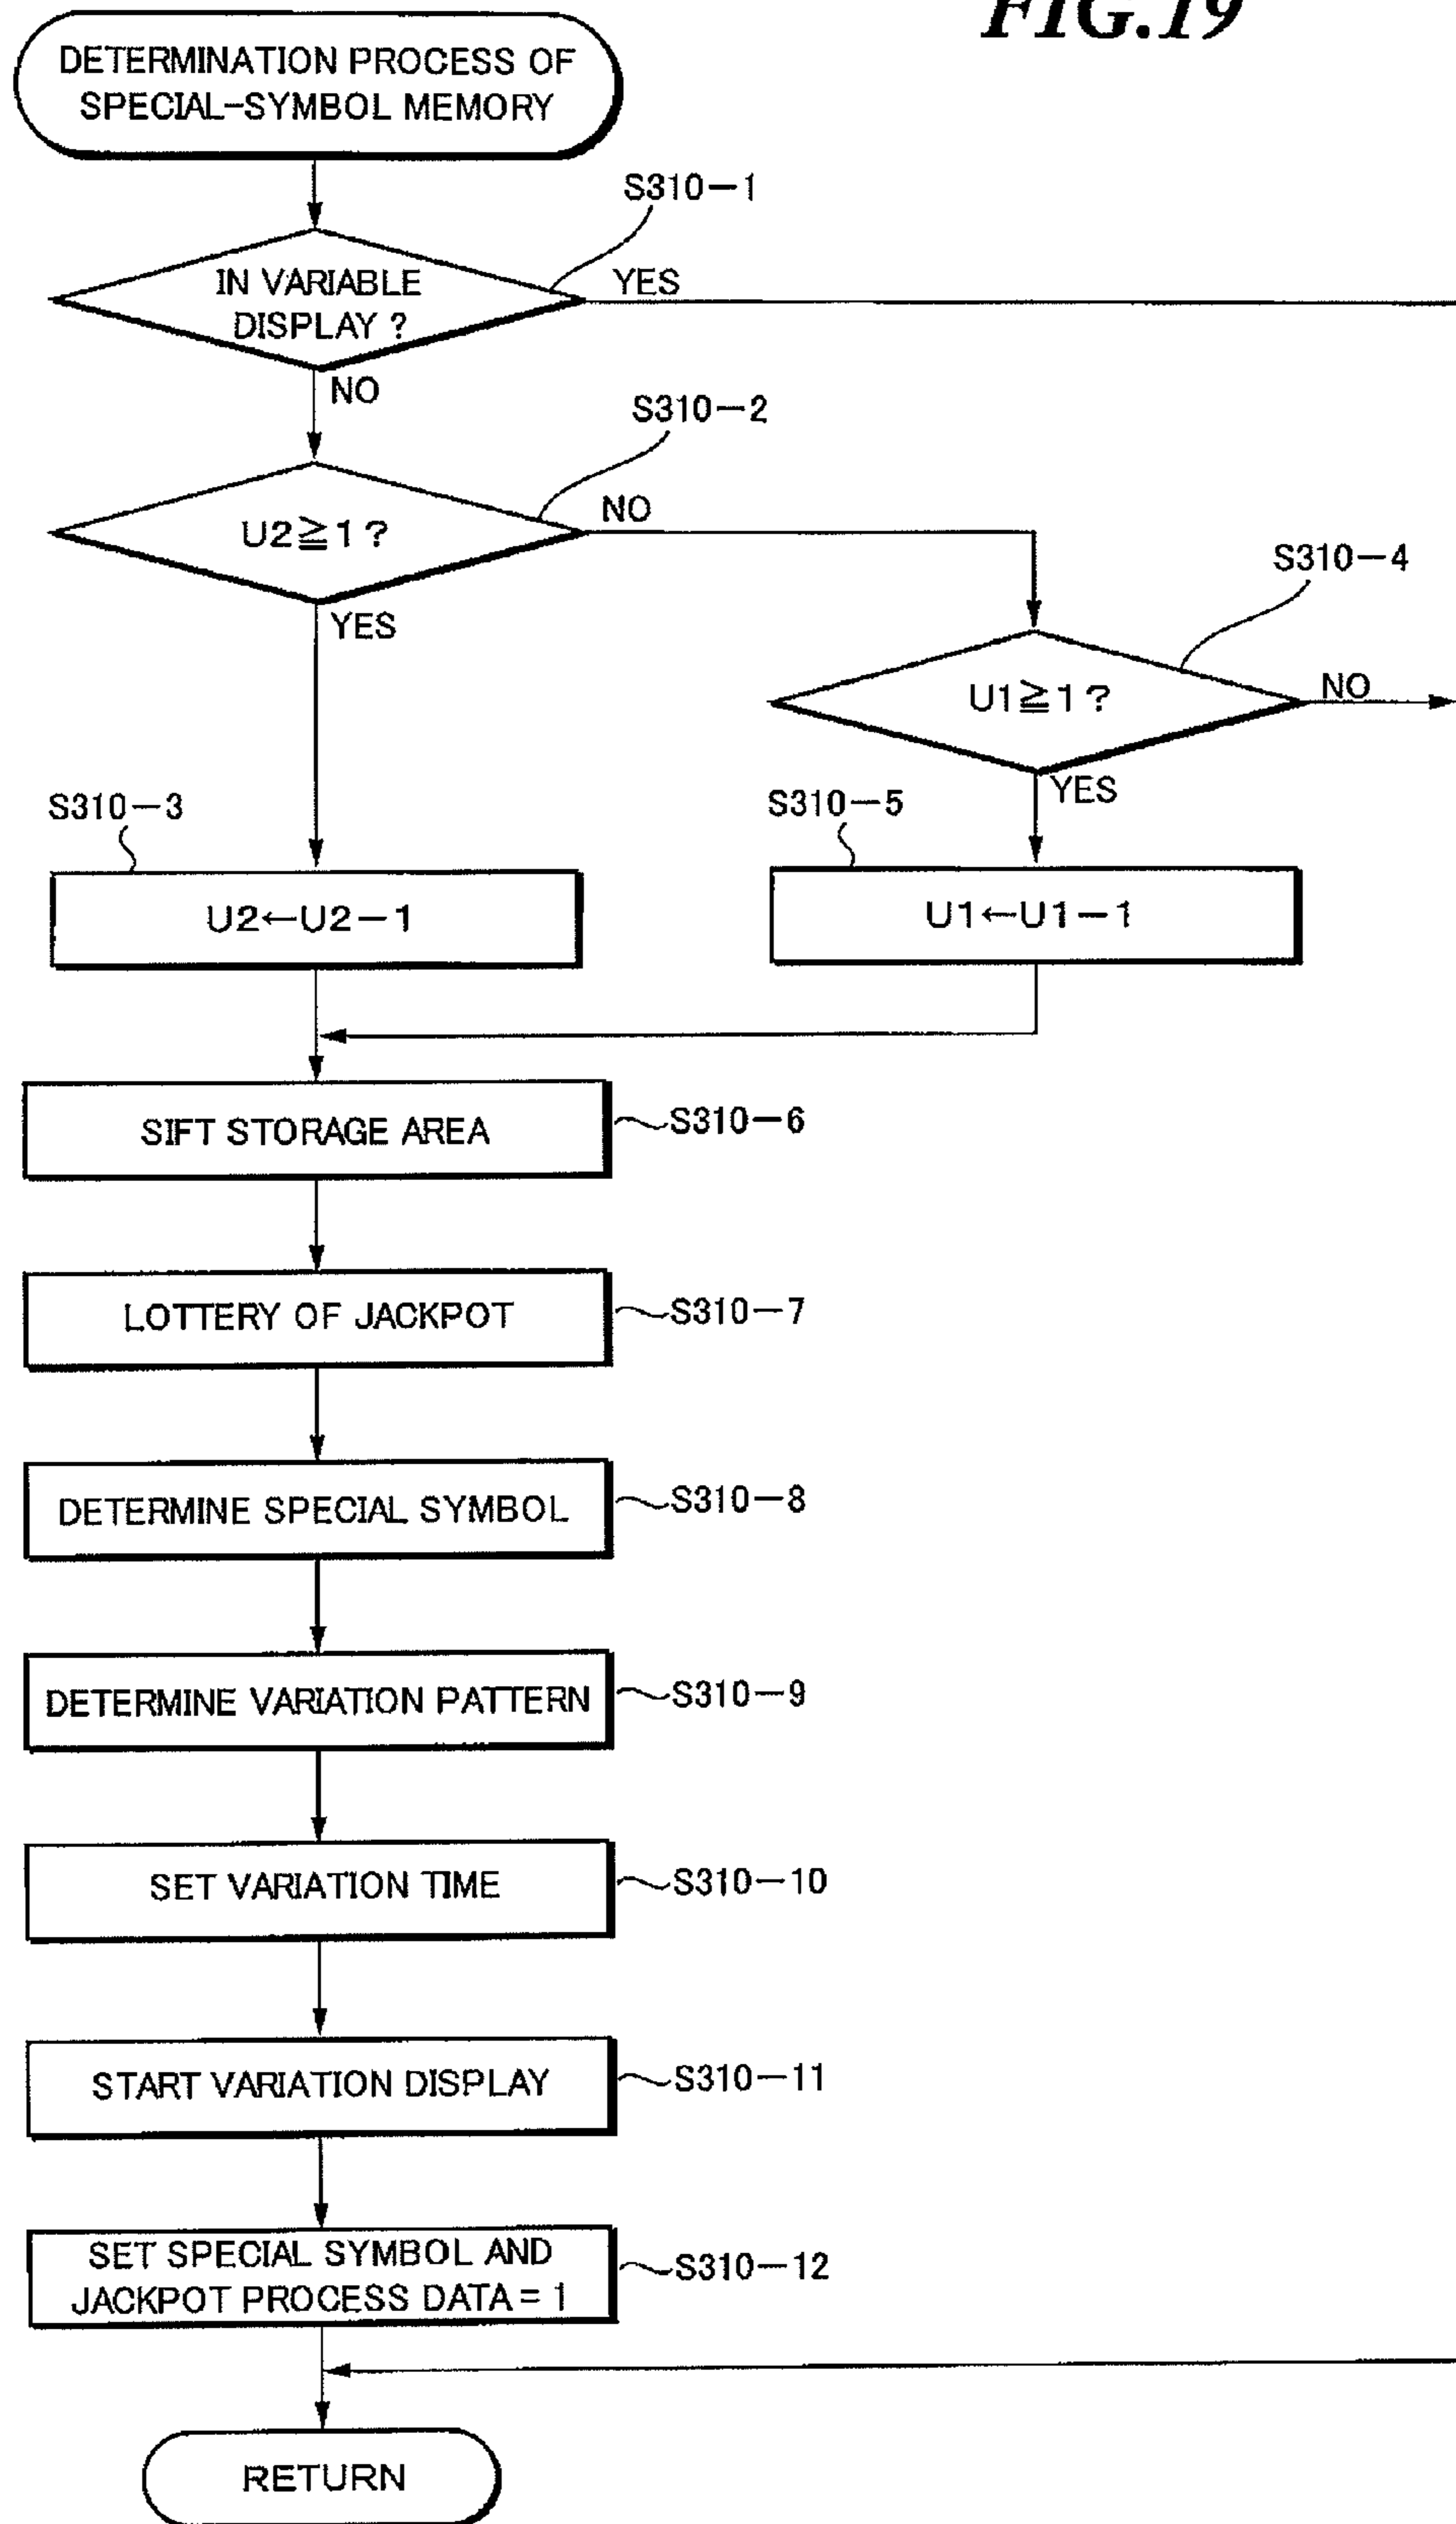 FIG.19
DETERMINATION PROCESS OF
SPECIAL-SYMBOL MEMORY
S310-1
IN VARIABLE
DISPLAY ?
YES
NO
S310-2
U2≧1?
NO
YES
S310-4
U1≧1?
NO
YES
S310-3
U2←U2-1
S310-5
U1←U1-1
SIFT STORAGE AREA
S310-6
LOTTERY OF JACKPOT
S310-7
DETERMINE SPECIAL SYMBOL
S310-8
DETERMINE VARIATION PATTERN
S310-9
SET VARIATION TIME
S310-10
START VARIATION DISPLAY
S310-11
SET SPECIAL SYMBOL AND
JACKPOT PROCESS DATA = 1
S310-12
RETURN